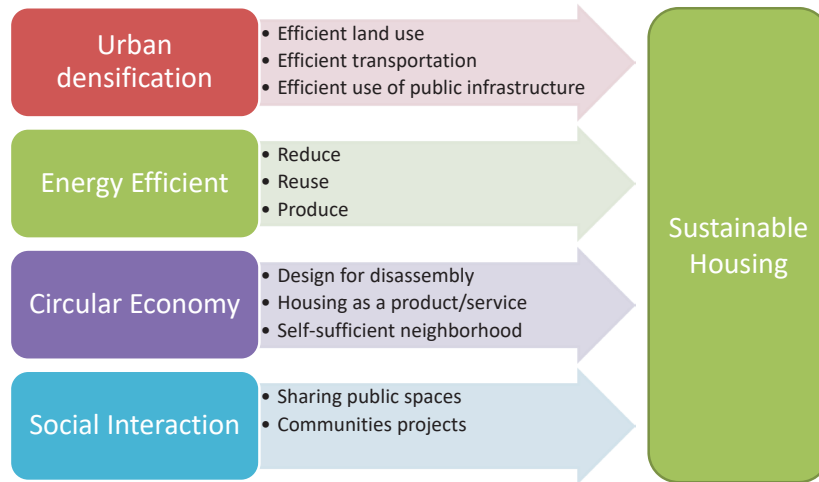 Urban
densification
• Efficient land use
• Efficient transportation
• Efficient use of public infrastructure
Energy Efficient
• Reduce
• Reuse
• Produce
Circular Economy
• Design for disassembly
• Housing as a product/service
• Self-sufficient neighborhood
Social Interaction
• Sharing public spaces
• Communities projects
Sustainable
Housing